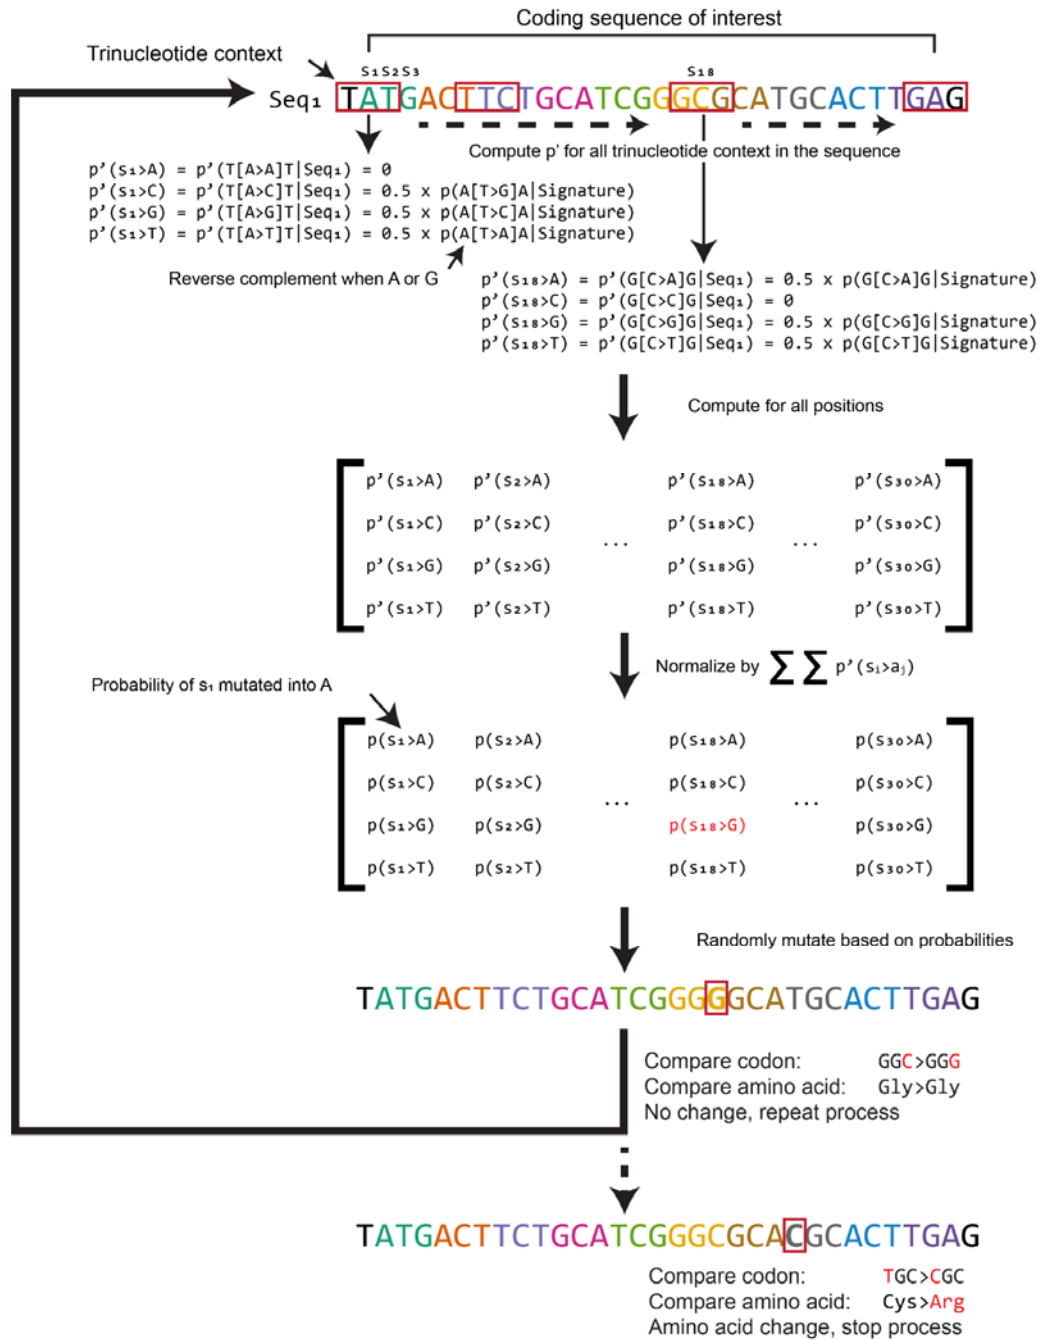 Coding sequence of interest
Trinucleotide context
S₁S₂S₃ S₁₈
Seq₁ TATGACTTCTGCATCGGGCGCATGCACTTGAG
Compute p' for all trinucleotide context in the sequence
p'(s₁>A) = p'(T[A>A]T|Seq₁) = 0
p'(s₁>C) = p'(T[A>C]T|Seq₁) = 0.5 x p(A[T>G]A|Signature)
p'(s₁>G) = p'(T[A>G]T|Seq₁) = 0.5 x p(A[T>C]A|Signature)
p'(s₁>T) = p'(T[A>T]T|Seq₁) = 0.5 x p(A[T>A]A|Signature)
Reverse complement when A or G
p'(s₁₈>A) = p'(G[C>A]G|Seq₁) = 0.5 x p(G[C>A]G|Signature)
p'(s₁₈>C) = p'(G[C>C]G|Seq₁) = 0
p'(s₁₈>G) = p'(G[C>G]G|Seq₁) = 0.5 x p(G[C>G]G|Signature)
p'(s₁₈>T) = p'(G[C>T]G|Seq₁) = 0.5 x p(G[C>T]G|Signature)
Compute for all positions
p'(s₁>A) p'(s₂>A) p'(s₁₈>A) p'(s₃₀>A)
p'(s₁>C) p'(s₂>C) p'(s₁₈>C) p'(s₃₀>C)
... ...
p'(s₁>G) p'(s₂>G) p'(s₁₈>G) p'(s₃₀>G)
p'(s₁>T) p'(s₂>T) p'(s₁₈>T) p'(s₃₀>T)
Normalize by ∑ ∑ p'(sᵢ>aⱼ)
Probability of s₁ mutated into A
p(s₁>A) p(s₂>A) p(s₁₈>A) p(s₃₀>A)
p(s₁>C) p(s₂>C) p(s₁₈>C) p(s₃₀>C)
... ...
p(s₁>G) p(s₂>G) p(s₁₈>G) p(s₃₀>G)
p(s₁>T) p(s₂>T) p(s₁₈>T) p(s₃₀>T)
Randomly mutate based on probabilities
TATGACTTCTGCATCGGGGGCATGCACTTGAG
Compare codon: GGC>GGG
Compare amino acid: Gly>Gly
No change, repeat process
TATGACTTCTGCATCGGGCGCACGCACTTGAG
Compare codon: TGC>CGC
Compare amino acid: Cys>Arg
Amino acid change, stop process